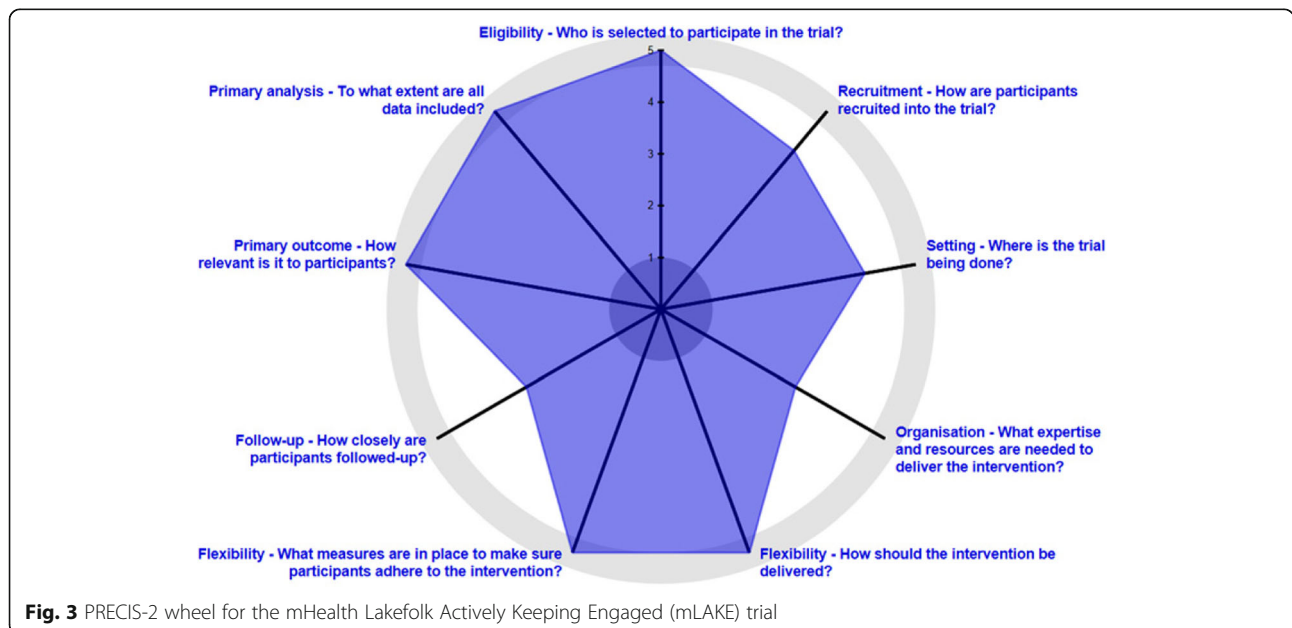 Eligibility - Who is selected to participate in the trial?
Primary analysis - To what extent are all
data included?
Recruitment - How are participants
recruited into the trial?
5
4
3
2
1
Primary outcome - How
relevant is it to participants?
Setting - Where is the trial
being done?
Follow-up - How closely are
participants followed-up?
Organisation - What expertise
and resources are needed to
deliver the intervention?
Flexibility - What measures are in place to make sure
participants adhere to the intervention?
Flexibility - How should the intervention be
delivered?
Fig. 3 PRECIS-2 wheel for the mHealth Lakefolk Actively Keeping Engaged (mLAKE) trial